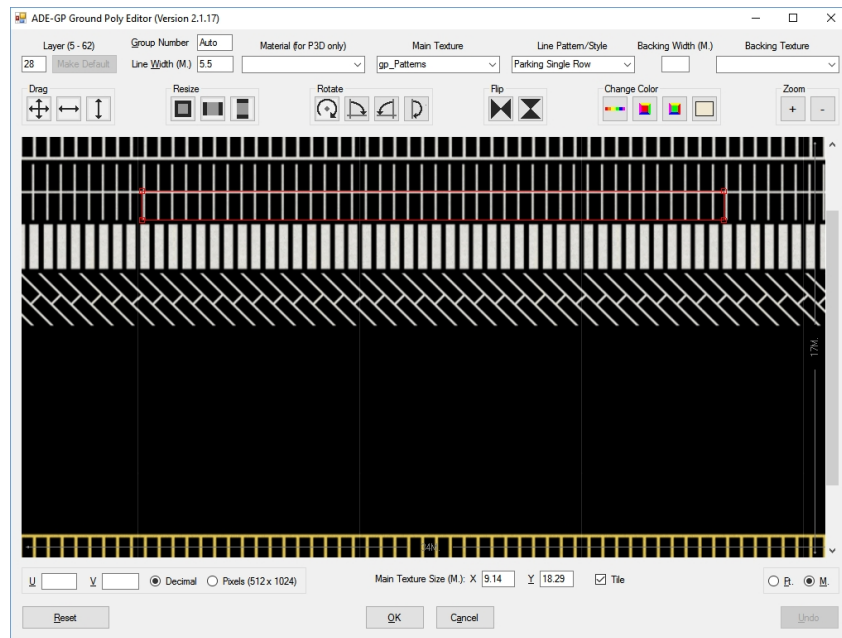 ADE-GP Ground Poly Editor (Version 2.1.17)
Layer (5 - 62) Group Number Auto Material (for P3D only) Main Texture Line Pattern/Style Backing Width (M.) Backing Texture
28 Make Default Line Width (M.) 5.5 gp_Patterns Parking Single Row
Drag Resize Rotate Flip Change Color Zoom
+ -
17M.
U V Decimal Pixels (512 x 1024) Main Texture Size (M.): X 9.14 Y 18.29 Tile Ft. M.
Reset OK Cancel Undo